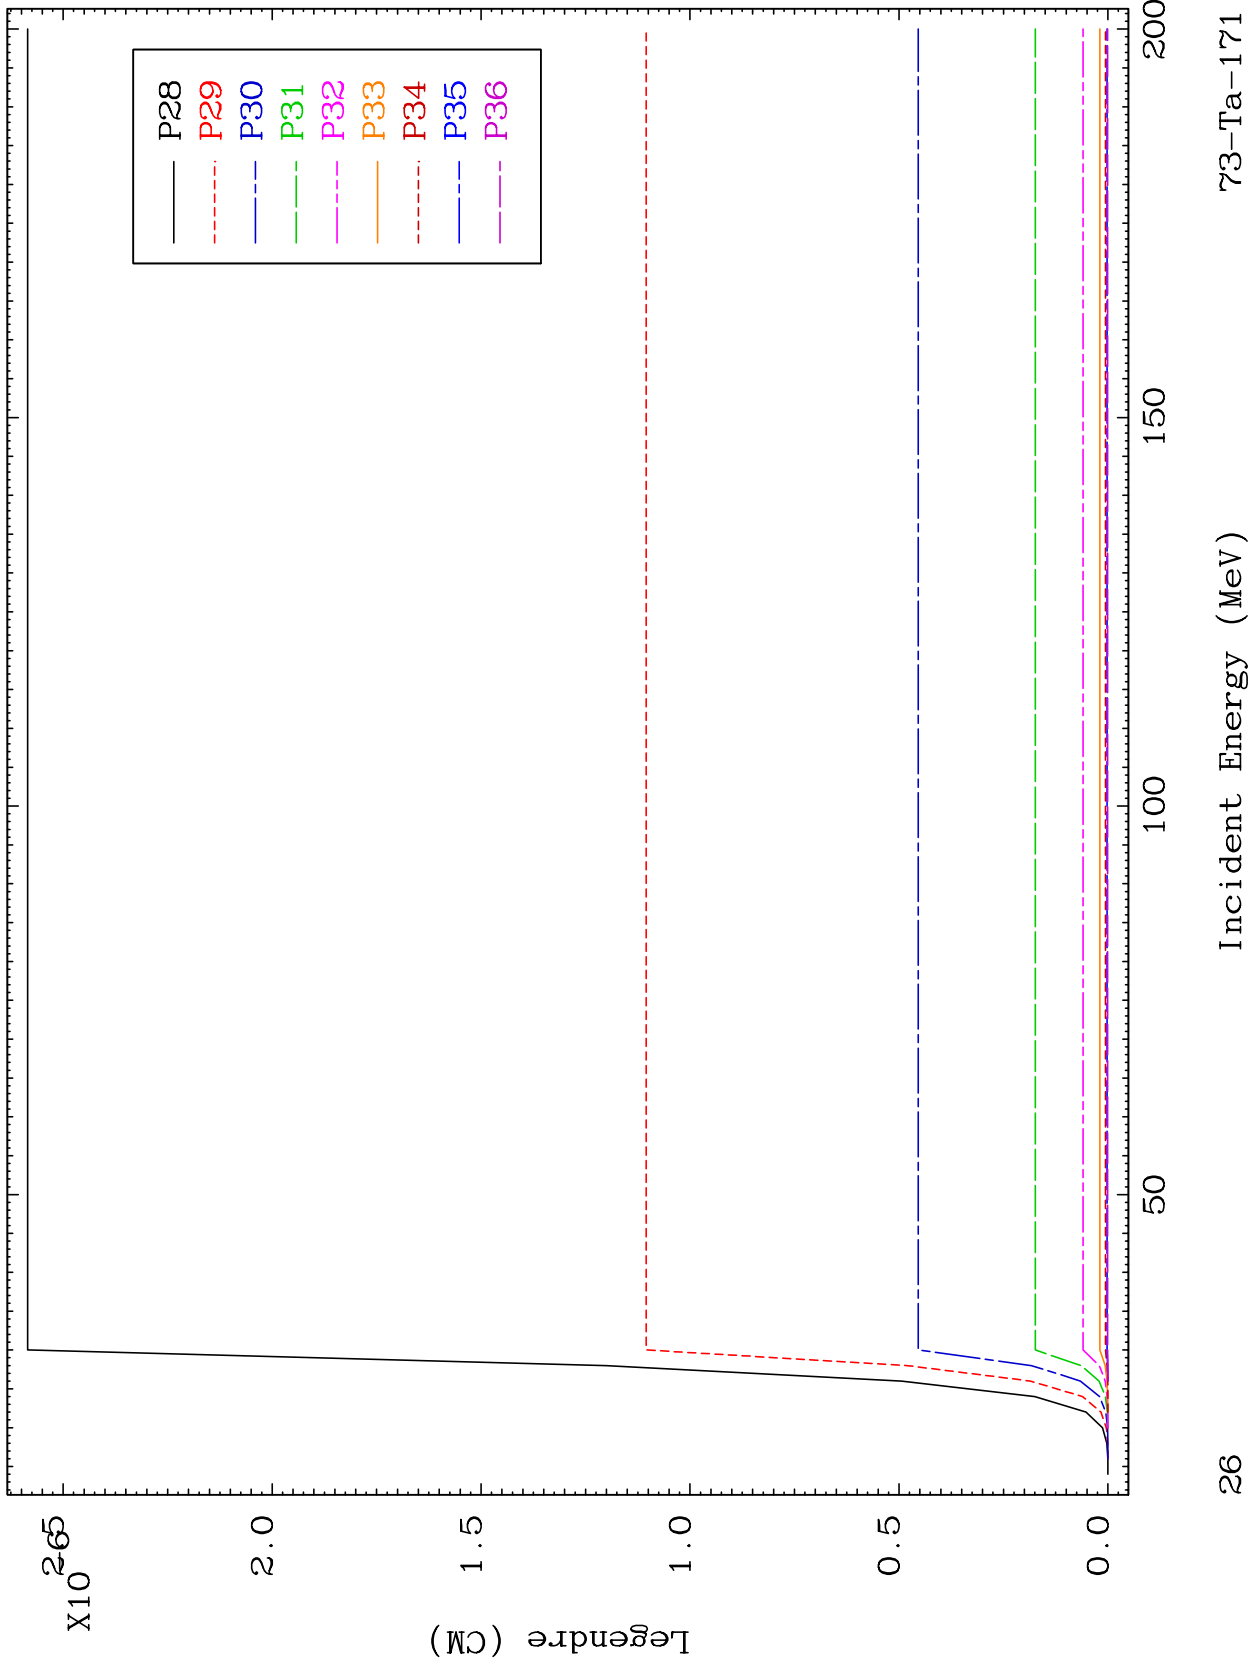 X10
-6
2.5
2.0
1.5
1.0
0.5
0.0
Legendre (CM)
P28
P29
P30
P31
P32
P33
P34
P35
P36
50
100
150
200
Incident Energy (MeV)
26
73-Ta-171